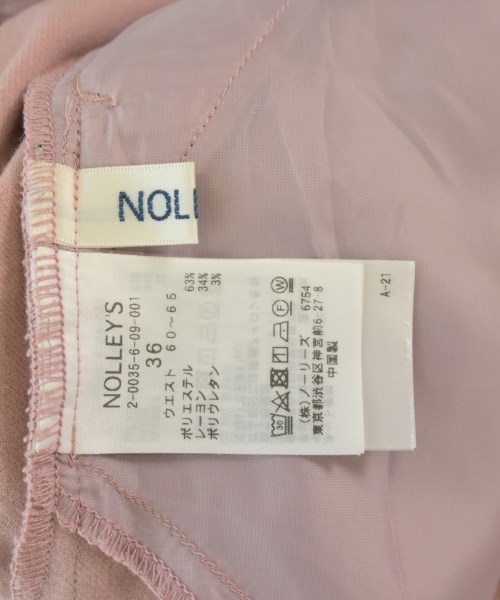 NOLL
NOLLEY'S
2-0035-6-09-001
36
ウエスト 60～65
ポリエステル 63%
レーヨン 34%
ポリウレタン 3%
30 F W
(株)ノーリーズ 6754
東京都渋谷区神宮前6-27-8
中国製
A-21